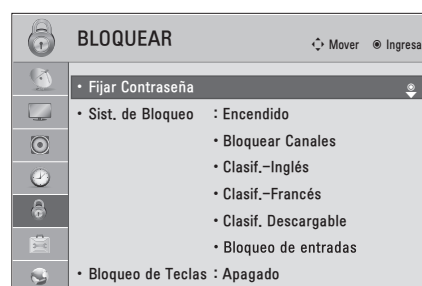 BLOQUEAR
Mover Ingresa
• Fijar Contraseña
• Sist. de Bloqueo : Encendido
• Bloquear Canales
• Clasif.-Inglés
• Clasif.-Francés
• Clasif. Descargable
• Bloqueo de entradas
• Bloqueo de Teclas : Apagado